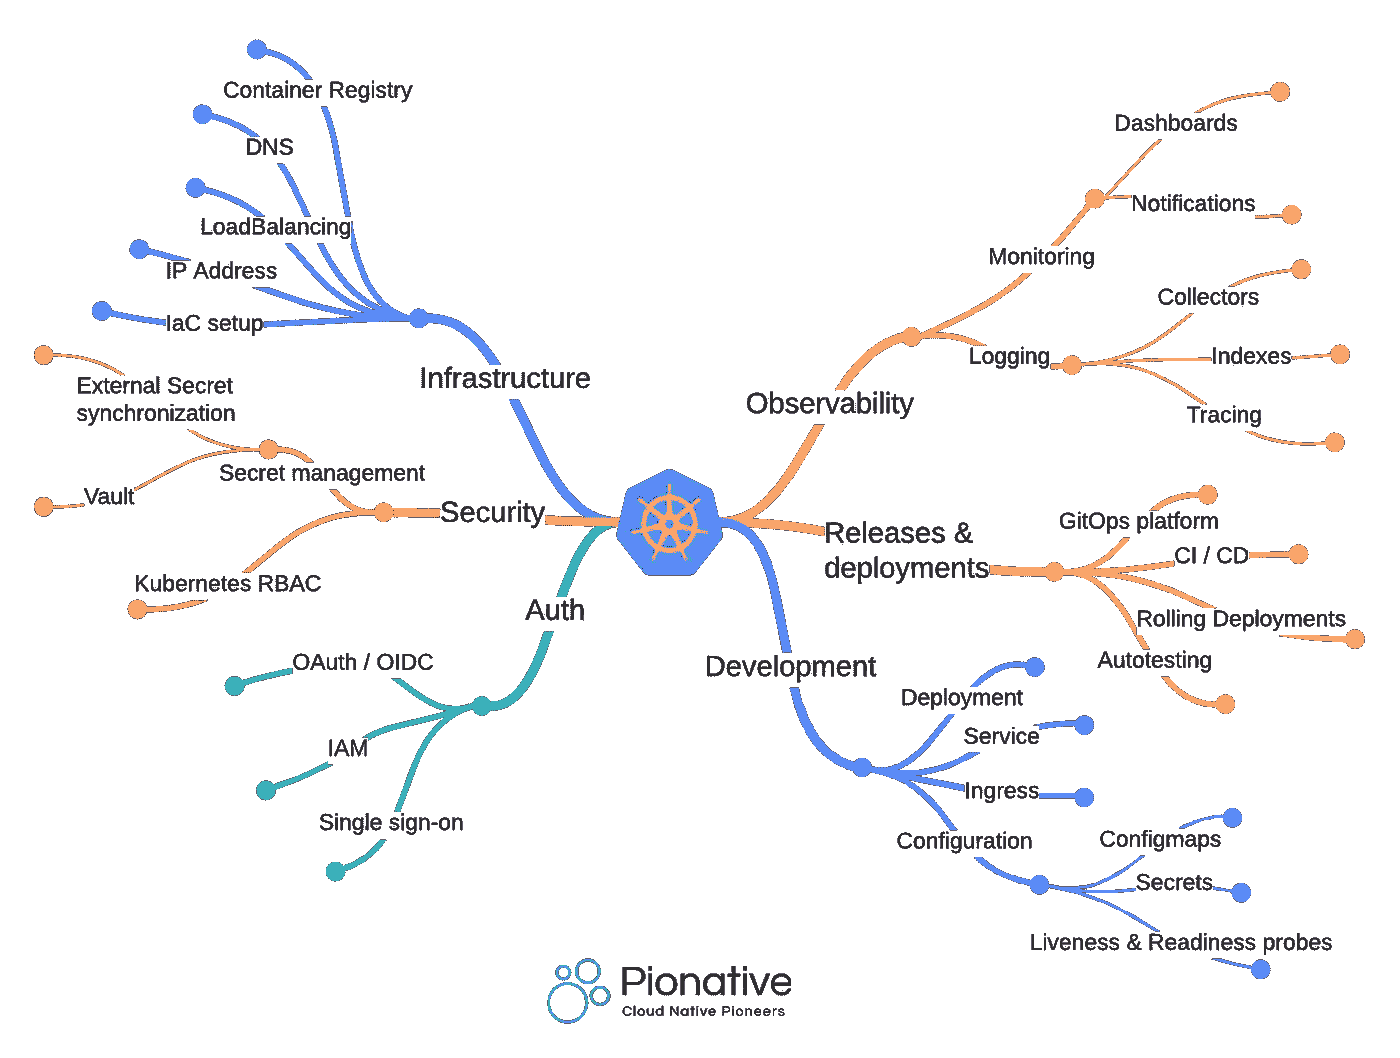 Container Registry
DNS
LoadBalancing
IP Address
IaC setup
Infrastructure
External Secret
synchronization
Secret management
Vault
Security
Kubernetes RBAC
Auth
OAuth / OIDC
IAM
Single sign-on
Dashboards
Notifications
Monitoring
Collectors
Logging
Indexes
Tracing
Observability
GitOps platform
Releases &
deployments
CI / CD
Rolling Deployments
Autotesting
Development
Deployment
Service
Ingress
Configuration
Configmaps
Secrets
Liveness & Readiness probes
Pionative
Cloud Native Pioneers